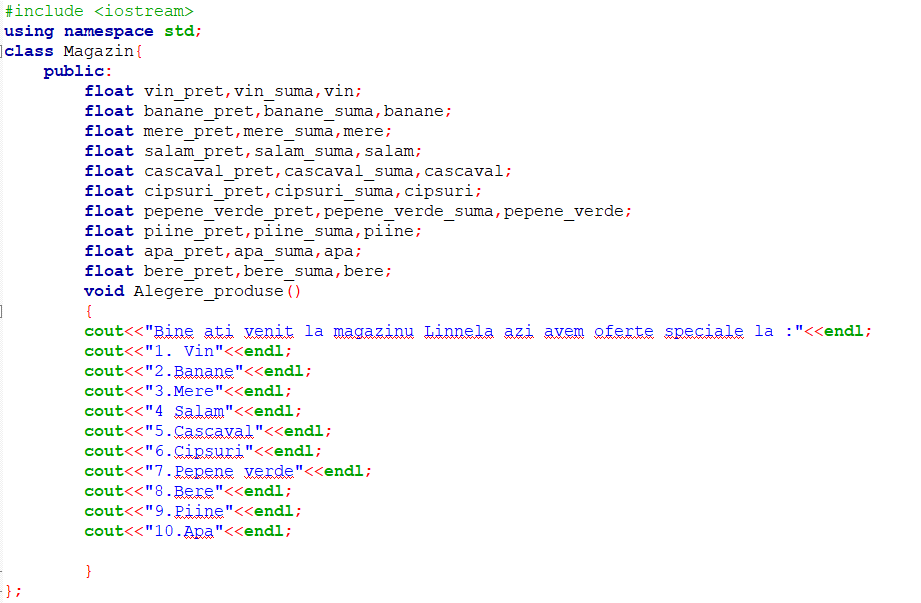 #include <iostream>
using namespace std;
class Magazin{
public:
float vin_pret,vin_suma,vin;
float banane_pret,banane_suma,banane;
float mere_pret,mere_suma,mere;
float salam_pret,salam_suma,salam;
float cascaval_pret,cascaval_suma,cascaval;
float cipsuri_pret,cipsuri_suma,cipsuri;
float pepene_verde_pret,pepene_verde_suma,pepene_verde;
float piine_pret,piine_suma,piine;
float apa_pret,apa_suma,apa;
float bere_pret,bere_suma,bere;
void Alegere_produse()
{
cout<<"Bine ati venit la magazinu Linnela azi avem oferte speciale la :"<<endl;
cout<<"1. Vin"<<endl;
cout<<"2.Banane"<<endl;
cout<<"3.Mere"<<endl;
cout<<"4 Salam"<<endl;
cout<<"5.Cascaval"<<endl;
cout<<"6.Cipsuri"<<endl;
cout<<"7.Pepene verde"<<endl;
cout<<"8.Bere"<<endl;
cout<<"9.Piine"<<endl;
cout<<"10.Apa"<<endl;
}
};